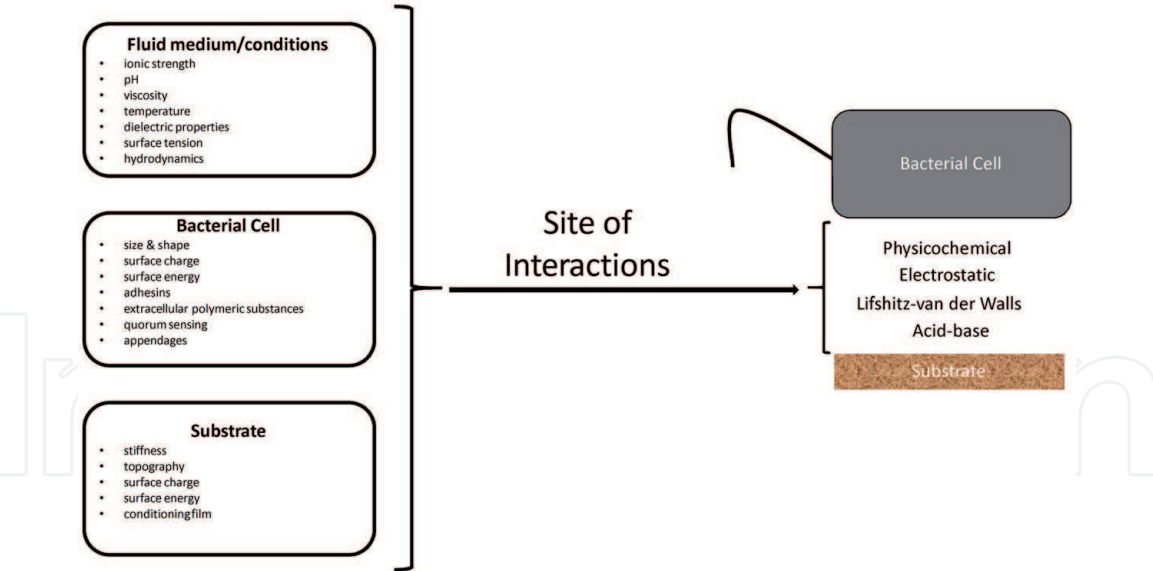 Fluid medium/conditions
• ionic strength
• pH
• viscosity
• temperature
• dielectric properties
• surface tension
• hydrodynamics
Bacterial Cell
• size & shape
• surface charge
• surface energy
• adhesins
• extracellular polymeric substances
• quorum sensing
• appendages
Substrate
• stiffness
• topography
• surface charge
• surface energy
• conditioning film
Site of
Interactions
Bacterial Cell
Physicochemical
Electrostatic
Lifshitz-van der Walls
Acid-base
Substrate